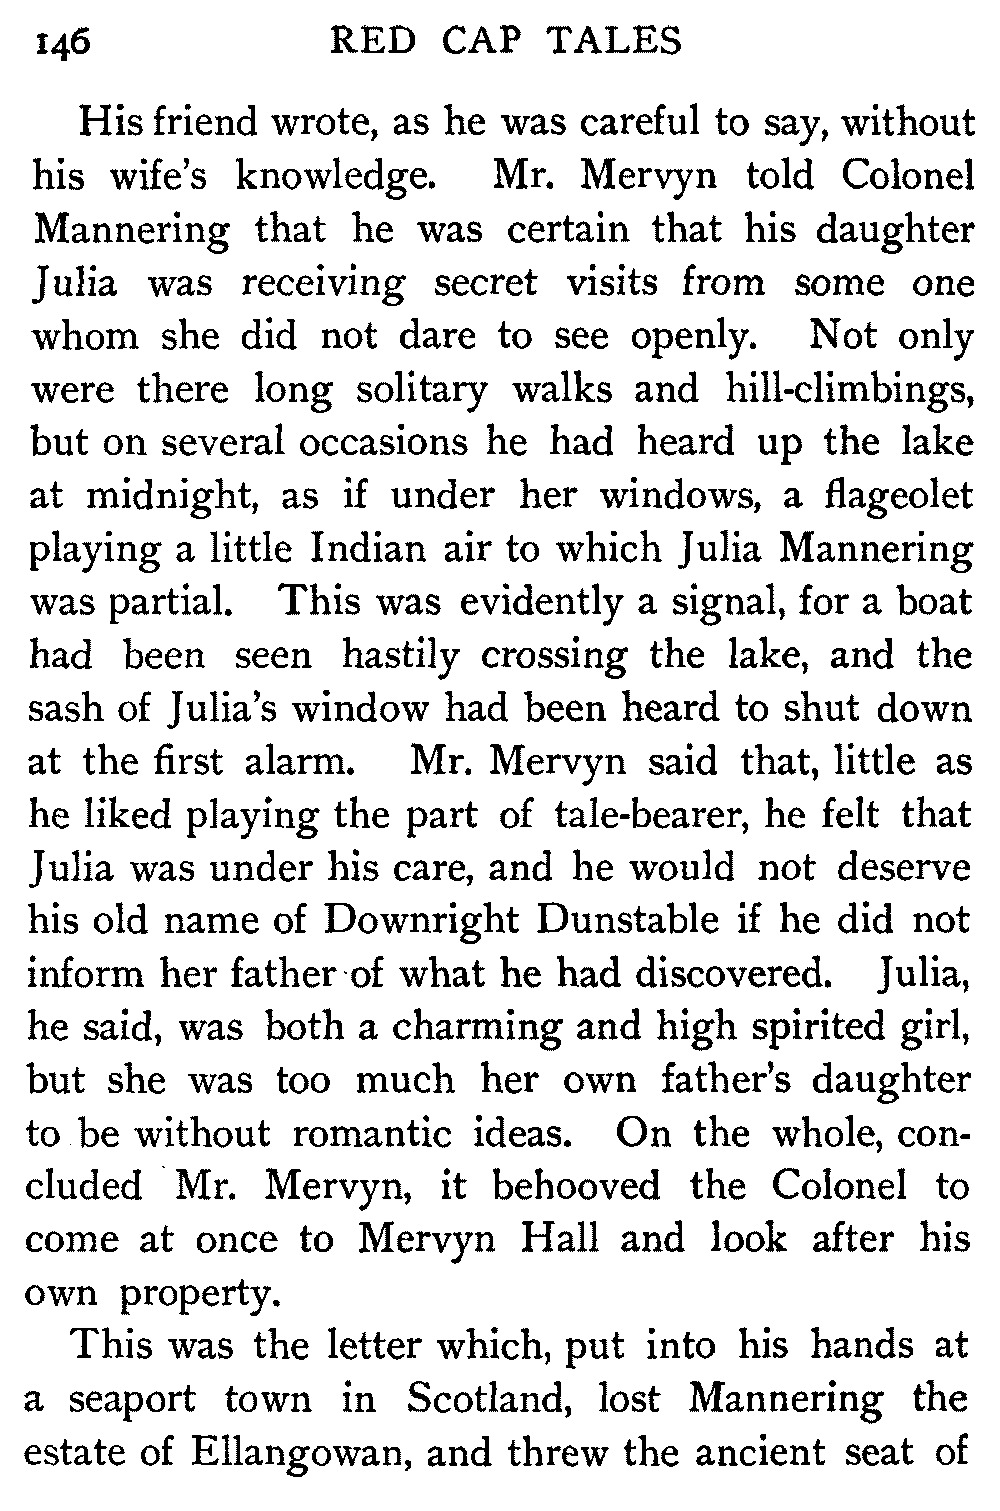 146 RED CAP TALES
His friend wrote, as he was careful to say, without
his wife's knowledge. Mr. Mervyn told Colonel
Mannering that he was certain that his daughter
Julia was receiving secret visits from some one
whom she did not dare to see openly. Not only
were there long solitary walks and hill-climbings,
but on several occasions he had heard up the lake
at midnight, as if under her windows, a flageolet
playing a little Indian air to which Julia Mannering
was partial. This was evidently a signal, for a boat
had been seen hastily crossing the lake, and the
sash of Julia's window had been heard to shut down
at the first alarm. Mr. Mervyn said that, little as
he liked playing the part of tale-bearer, he felt that
Julia was under his care, and he would not deserve
his old name of Downright Dunstable if he did not
inform her father of what he had discovered. Julia,
he said, was both a charming and high spirited girl,
but she was too much her own father's daughter
to be without romantic ideas. On the whole, con-
cluded Mr. Mervyn, it behooved the Colonel to
come at once to Mervyn Hall and look after his
own property.
This was the letter which, put into his hands at
a seaport town in Scotland, lost Mannering the
estate of Ellangowan, and threw the ancient seat of